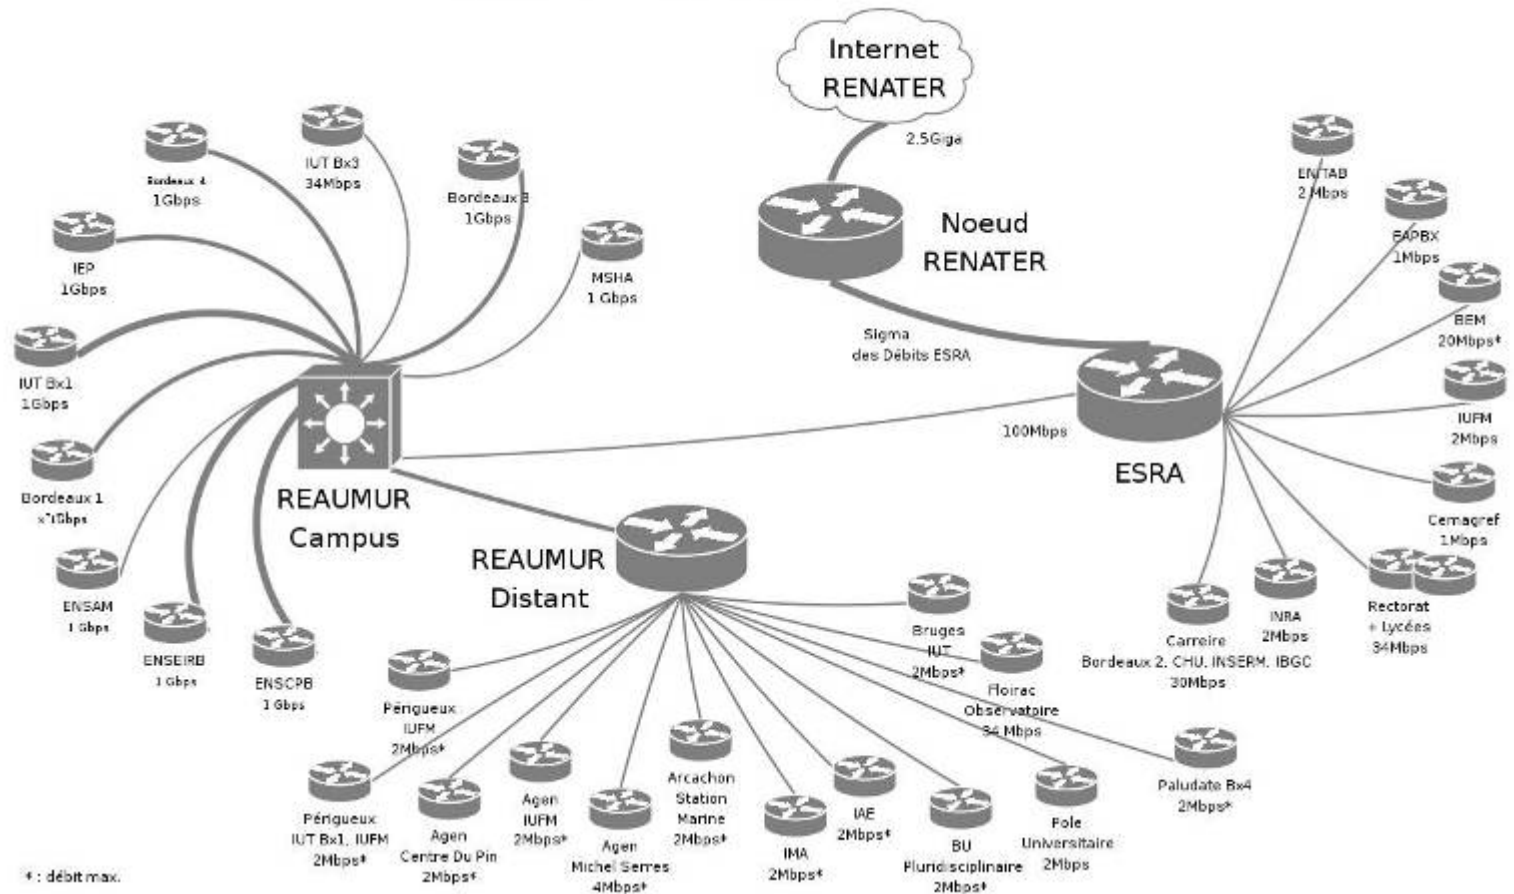 Internet
RENATER
2.5Giga
Noeud
RENATER
Sigma
des Débits ESRA
100Mbps
ESRA
IUT Bx3
34Mbps
Bordeaux 4
1Gbps
Bordeaux 3
1Gbps
IEP
1Gbps
MSHA
1 Gbps
IUT Bx1
1Gbps
Bordeaux 1
1Gbps
ENSAM
1 Gbps
ENSEIRB
1 Gbps
ENSCPB
1 Gbps
REAUMUR
Campus
REAUMUR
Distant
ENITAB
2 Mbps
EAPBX
1Mbps
BEM
20Mbps*
IUFM
2Mbps
Cemagref
1Mbps
Rectorat
+ Lycées
34Mbps
INRA
2Mbps
Carreire
Bordeaux 2, CHU, INSERM, IBGC
30Mbps
Bruges
IUT
2Mbps*
Floirac
Observatoire
34 Mbps
Paludate Bx4
2Mbps*
Pole
Universitaire
2Mbps
BU
Pluridisciplinaire
2Mbps*
IAE
2Mbps*
IMA
2Mbps*
Arcachon
Station
Marine
2Mbps*
Agen
Michel Serres
4Mbps*
Agen
IUFM
2Mbps*
Agen
Centre Du Pin
2Mbps*
Périgueux
IUFM
2Mbps*
Périgueux
IUT Bx1, IUFM
2Mbps*
* : débit max.